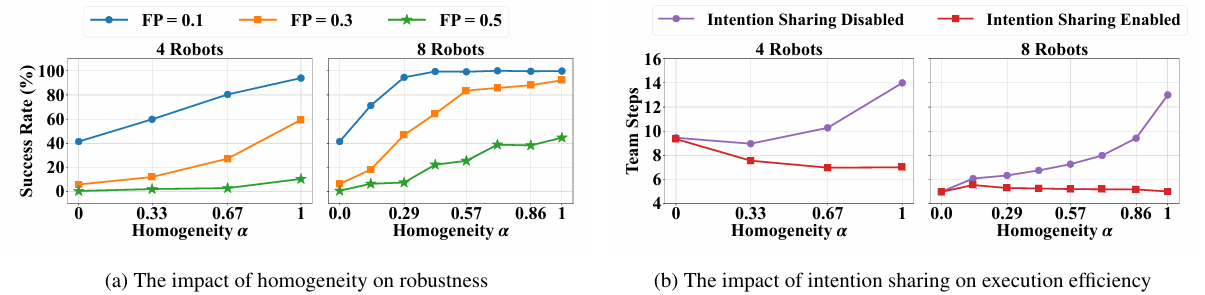 FP = 0.1 FP = 0.3 FP = 0.5
4 Robots 8 Robots
Success Rate (%)
100
80
60
40
20
0
0 0.33 0.67 1
0.0 0.29 0.57 0.86 1
Homogeneity α Homogeneity α
(a) The impact of homogeneity on robustness
Intention Sharing Disabled Intention Sharing Enabled
4 Robots 8 Robots
Team Steps
16
14
12
10
8
6
4
0 0.33 0.67 1
0.0 0.29 0.57 0.86 1
Homogeneity α Homogeneity α
(b) The impact of intention sharing on execution efficiency